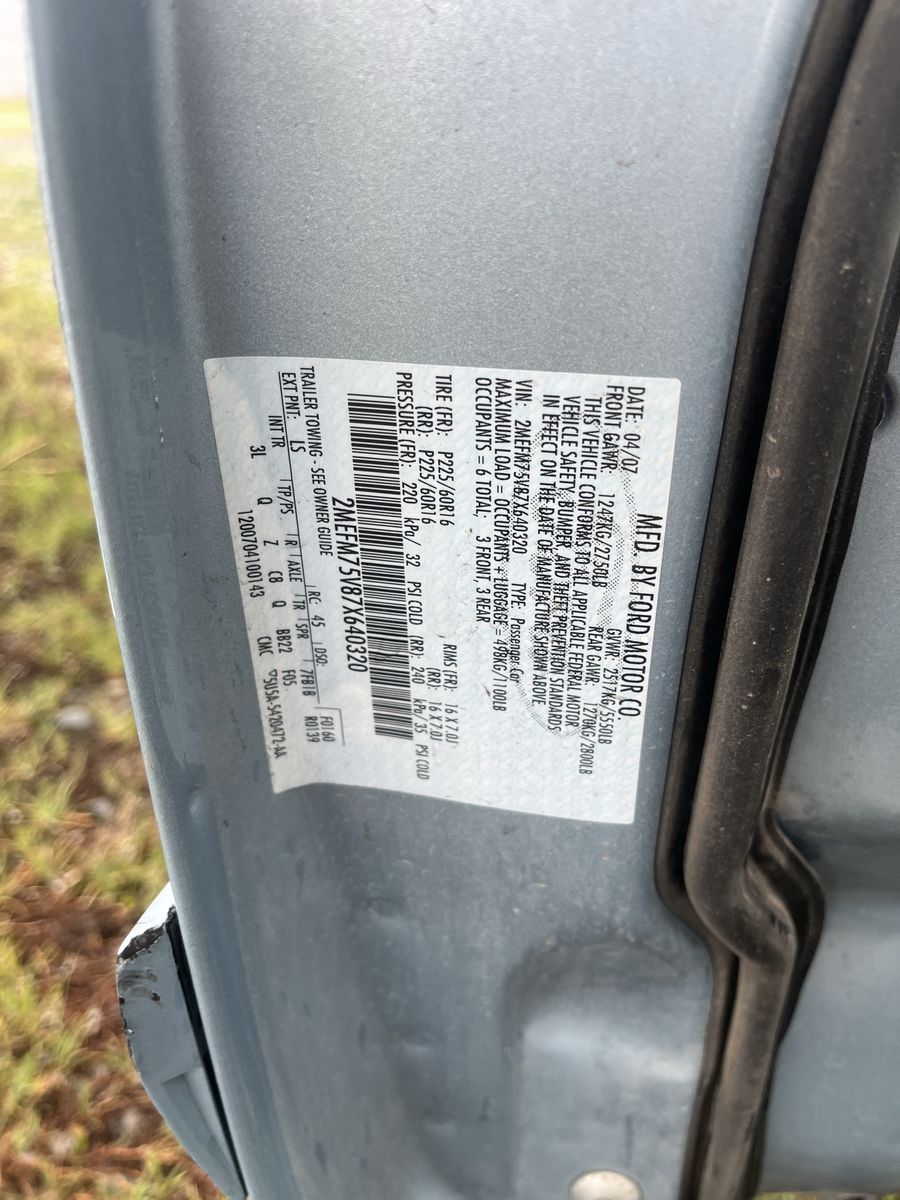 MFD. BY FORD MOTOR CO.
DATE: 04/07 GVWR: 2517KG/5550LB
FRONT GAWR: 1247KG/2750LB REAR GAWR: 1270KG/2800LB
THIS VEHICLE CONFORMS TO ALL APPLICABLE FEDERAL MOTOR
VEHICLE SAFETY, BUMPER, AND THEFT PREVENTION STANDARDS
IN EFFECT ON THE DATE OF MANUFACTURE SHOWN ABOVE.
VIN: 2MEFM75V87X640320 TYPE: Passenger Car
MAXIMUM LOAD = OCCUPANTS + LUGGAGE = 498KG/1100LB
OCCUPANTS = 6 TOTAL; 3 FRONT, 3 REAR
TIRE (FR): P225/60R16 RIMS (FR): 16 X 7.0J
(RR): P225/60R16 (RR): 16 X 7.0J
PRESSURE (FR): 220 kPa/ 32 PSI COLD (RR): 240 kPa/ 35 PSI COLD
2MEFM75V87X640320
TRAILER TOWING - SEE OWNER GUIDE
EXT PNT: LS RC: 45 DSO: F0160
INT TR TP/PS R AXLE TR SPR 7FB1B R0139
3L Q Z C8 Q BB22 F05
1200704100143 CMC 5U5A-5420472-AA